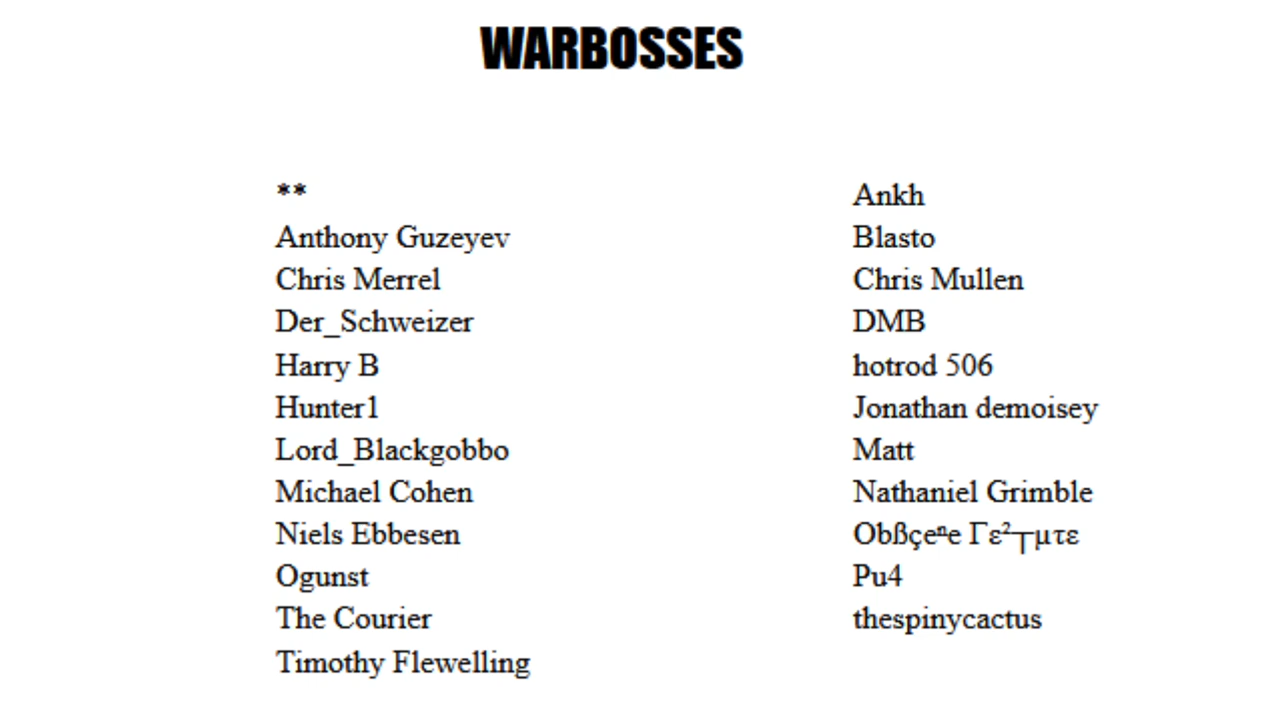 WARBOSSES
**
Anthony Guzeyev
Chris Merrel
Der_Schweizer
Harry B
Hunter1
Lord_Blackgobbo
Michael Cohen
Niels Ebbesen
Ogunst
The Courier
Timothy Flewelling
Ankh
Blasto
Chris Mullen
DMB
hotrod 506
Jonathan demoisey
Matt
Nathaniel Grimble
Obßçeⁿe Γε²┬µτε
Pu4
thespinycactus